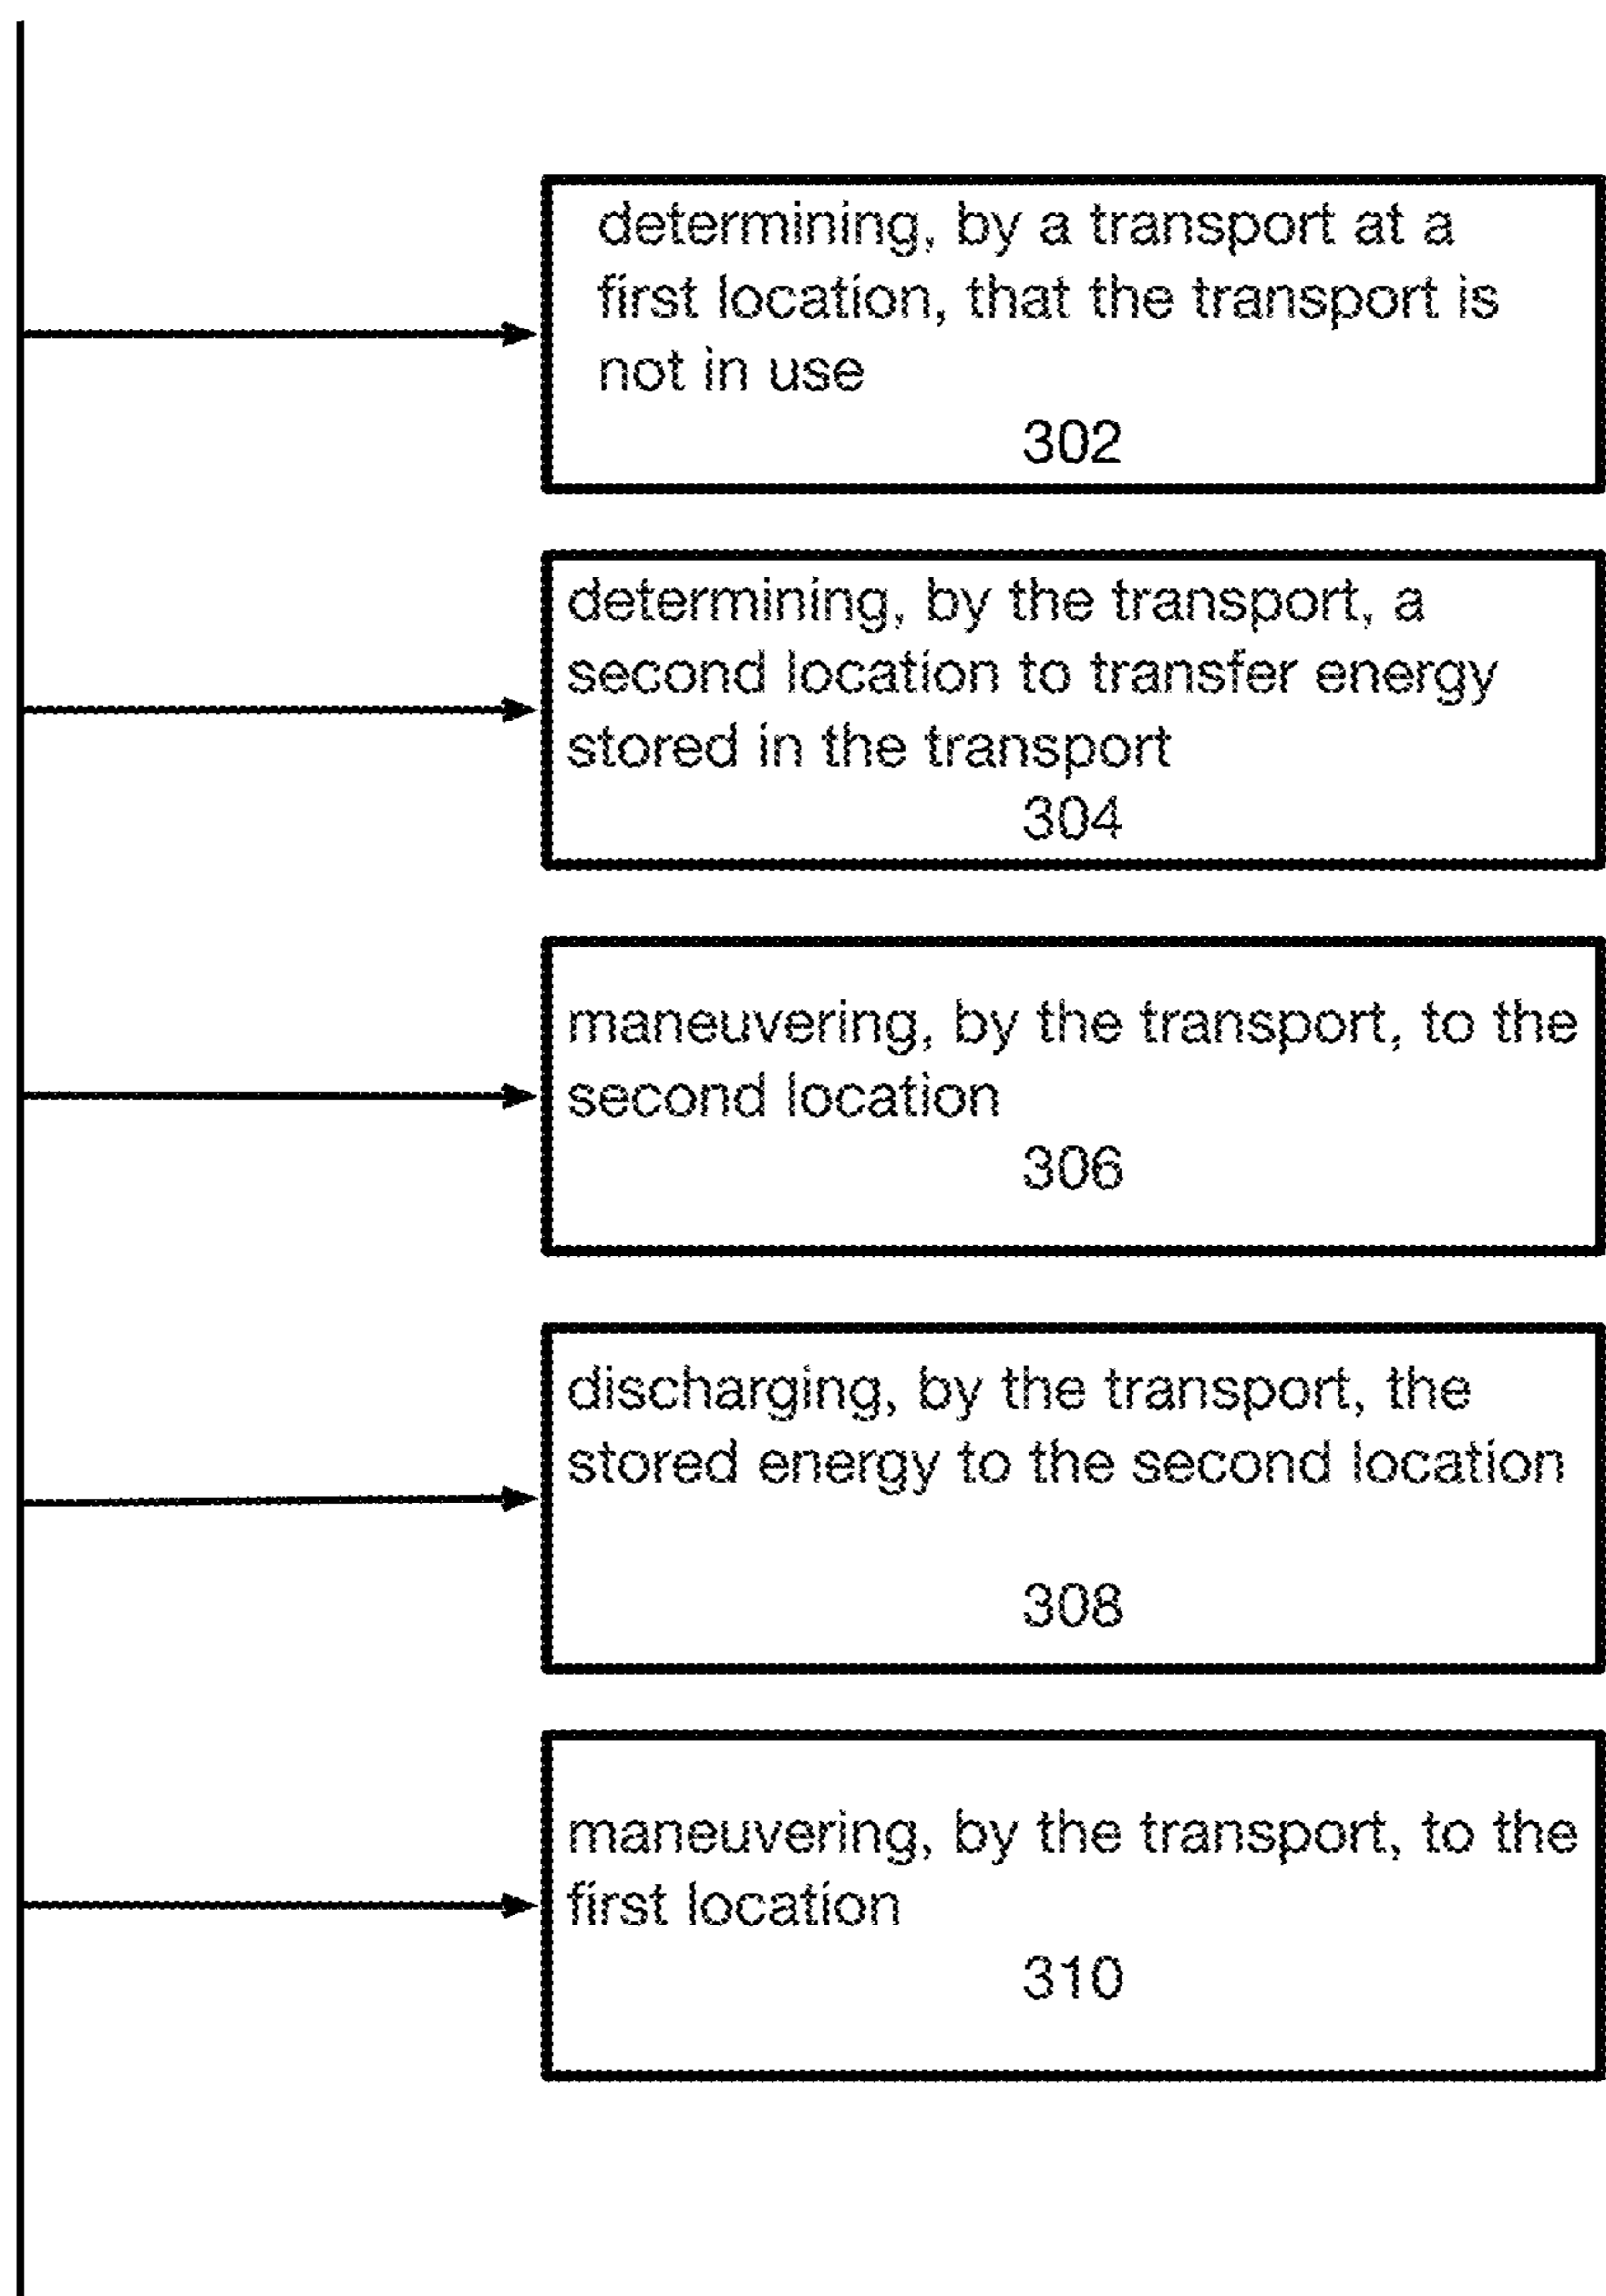 determining, by a transport at a
first location, that the transport is
not in use
302
determining, by the transport, a
second location to transfer energy
stored in the transport
304
maneuvering, by the transport, to the
second location
306
discharging, by the transport, the
stored energy to the second location
308
maneuvering, by the transport, to the
first location
310